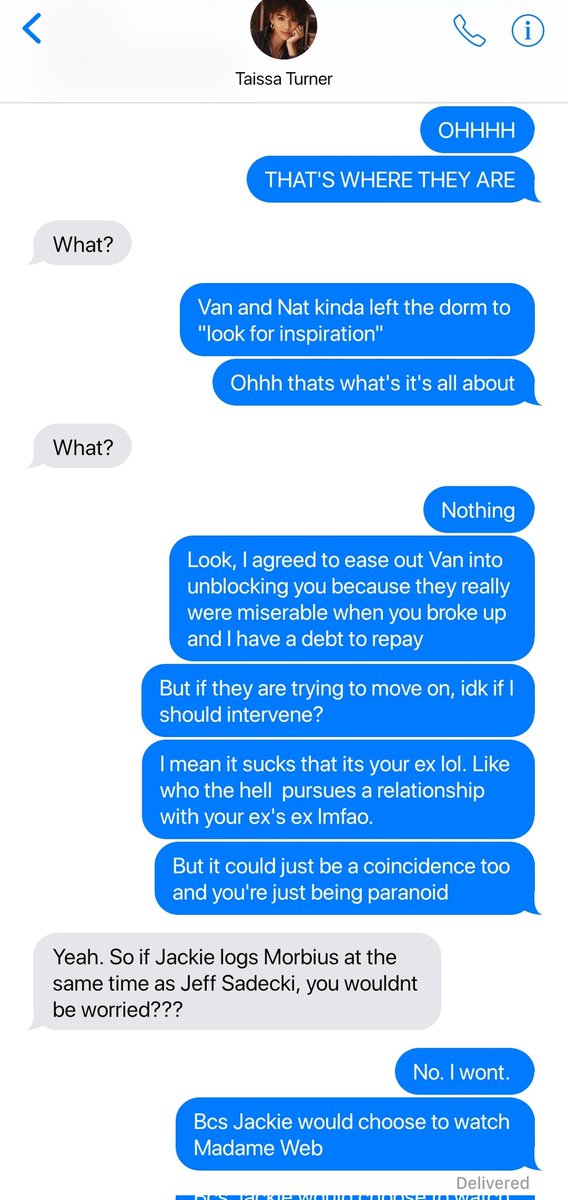 Taissa Turner
OHHHH
THAT'S WHERE THEY ARE
What?
Van and Nat kinda left the dorm to
"look for inspiration"
Ohhh thats what's it's all about
What?
Nothing
Look, I agreed to ease out Van into
unblocking you because they really
were miserable when you broke up
and I have a debt to repay
But if they are trying to move on, idk if I
should intervene?
I mean it sucks that its your ex lol. Like
who the hell  pursues a relationship
with your ex's ex lmfao.
But it could just be a coincidence too
and you're just being paranoid
Yeah. So if Jackie logs Morbius at the
same time as Jeff Sadecki, you wouldnt
be worried???
No. I wont.
Bcs Jackie would choose to watch
Madame Web
Delivered
Bcs Jackie would choose to watch